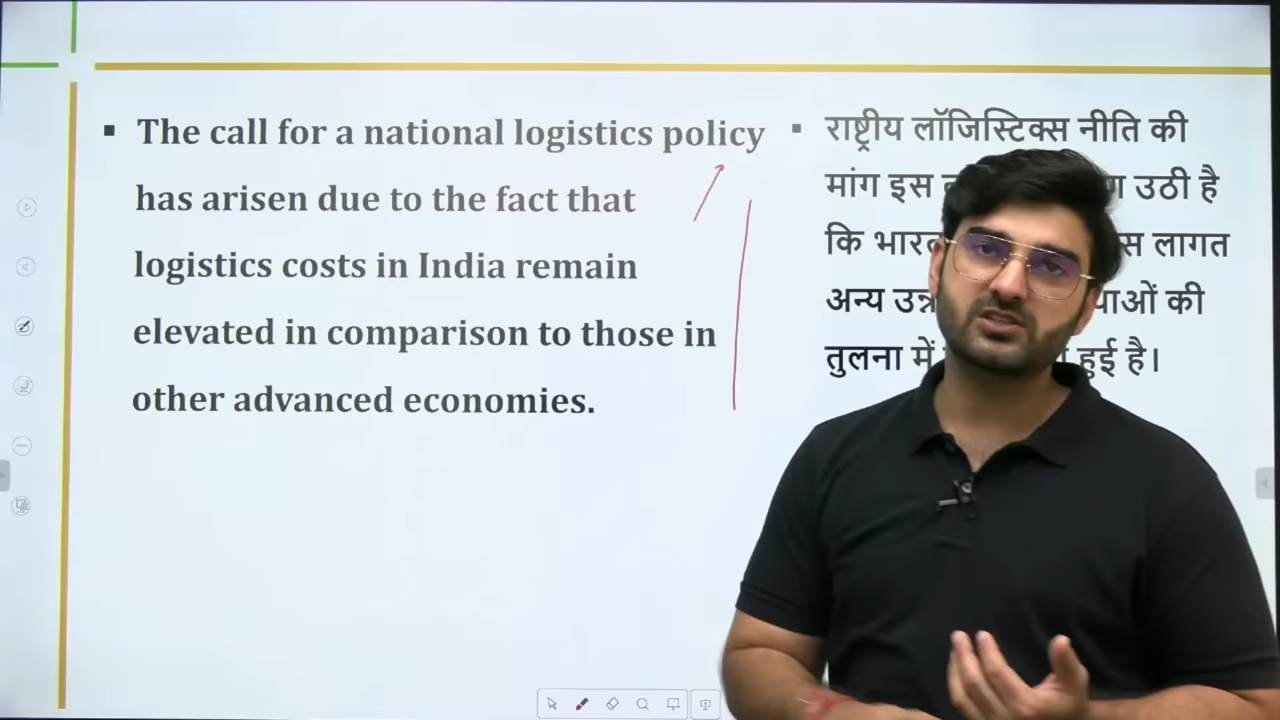 The call for a national logistics policy
has arisen due to the fact that
logistics costs in India remain
elevated in comparison to those in
other advanced economies.
राष्ट्रीय लॉजिस्टिक्स नीति की
मांग इस उठी है
कि लागत
अन्य की
तुलना में हुई है।